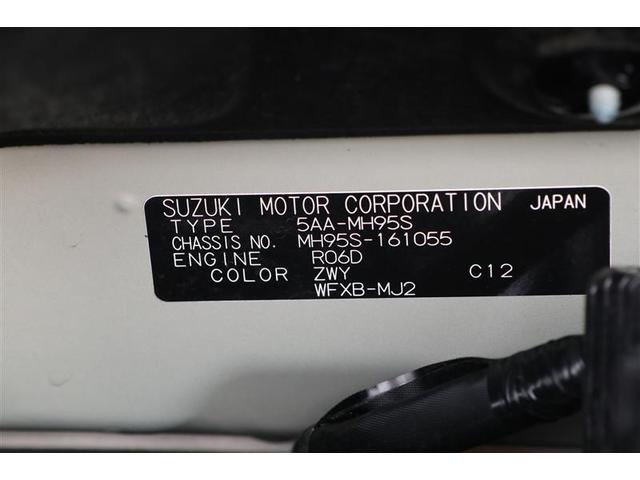 SUZUKI MOTOR CORPORATION JAPAN
TYPE 5AA-MH95S
CHASSIS NO. MH95S-161055
ENGINE R06D
COLOR ZWY C12
WFXB-MJ2